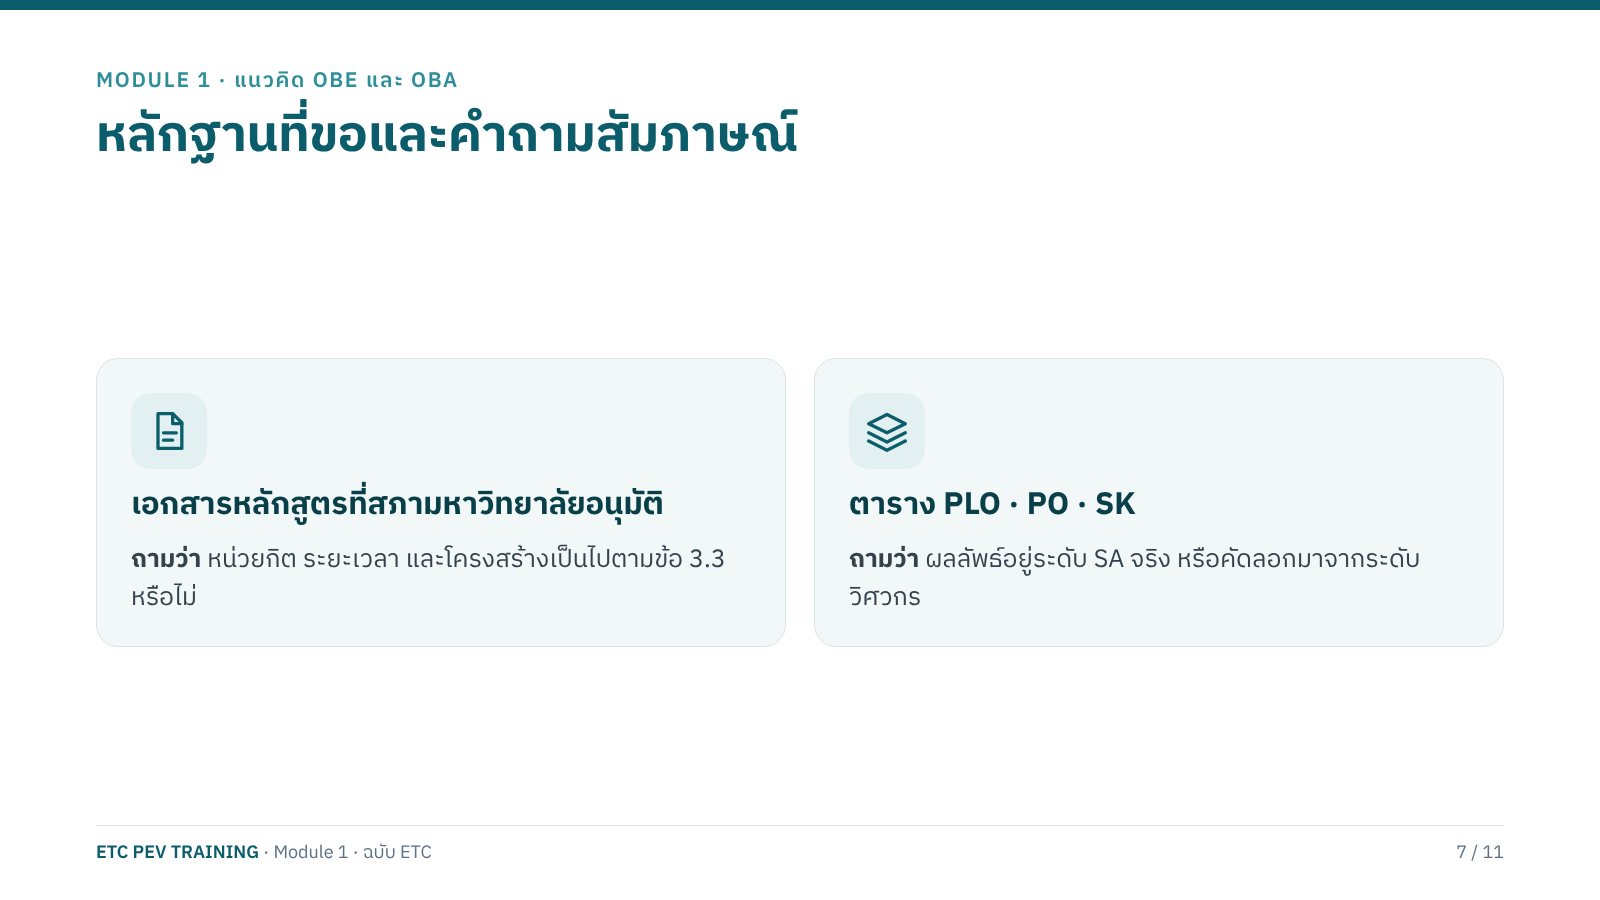 MODULE 1 · แนวคิด OBE และ OBA
หลักฐานที่ขอและคำถามสัมภาษณ์
เอกสารหลักสูตรที่สภามหาวิทยาลัยอนุมัติ
ถามว่า หน่วยกิต ระยะเวลา และโครงสร้างเป็นไปตามข้อ 3.3
หรือไม่
ตาราง PLO · PO · SK
ถามว่า ผลลัพธ์อยู่ระดับ SA จริง หรือคัดลอกมาจากระดับ
วิศวกร
ETC PEV TRAINING · Module 1 · ฉบับ ETC
7 / 11